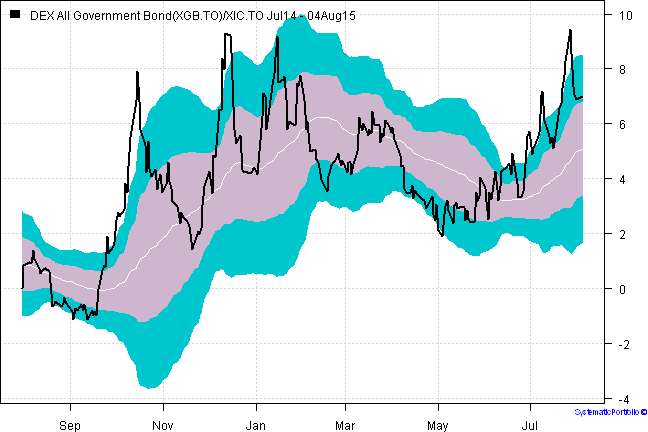 DEX All Government Bond(XGB.TO)/XIC.TO Jul14 - 04Aug15
10
8
6
4
2
0
-2
-4
Sep Nov Jan Mar May Jul
SystematicPortfolio ©